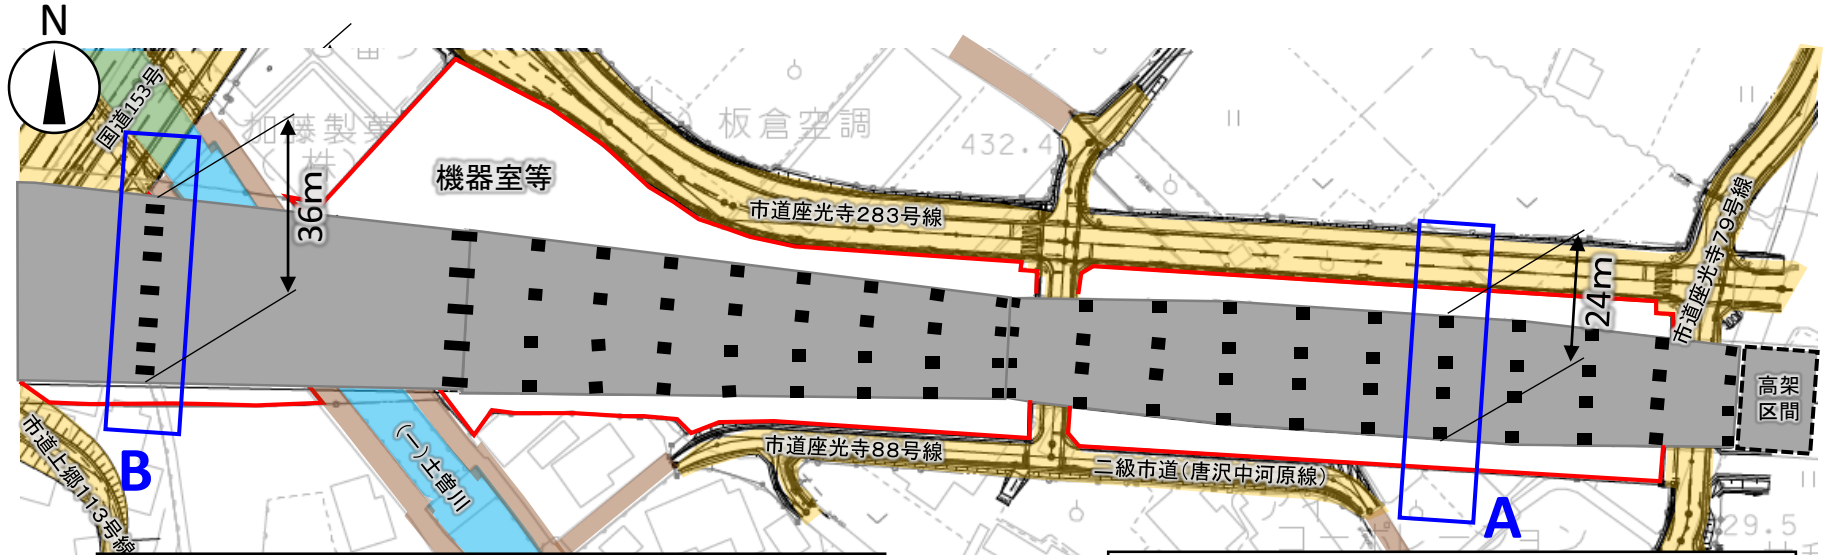 N
国道153号
加藤製菓
(株)
36m
機器室等
板倉空調
432.4
市道座光寺283号線
市道座光寺79号線
24m
高架
区間
市道上郷113号線
B
(一)土曽川
市道座光寺88号線
二級市道(唐沢中河原線)
A
29.5